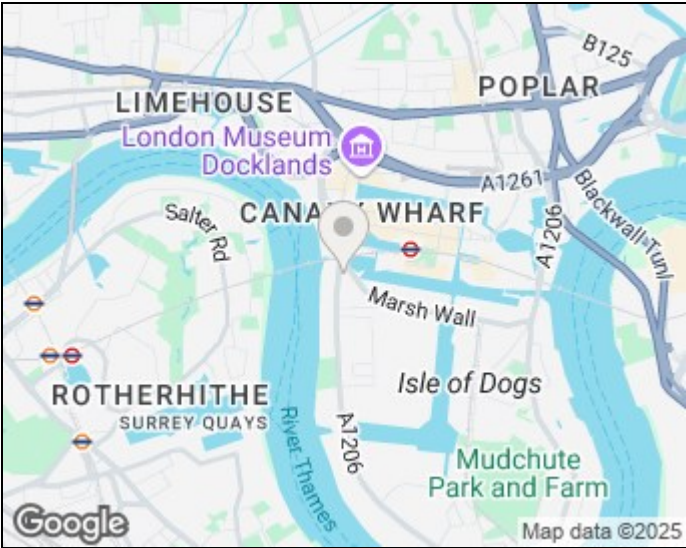 B125
POPLAR
LIMEHOUSE
London Museum
Docklands
A1261
Blackwall Tunl
Salter Rd
CANARY WHARF
A1206
Marsh Wall
ROTHERHITHE
SURREY QUAYS
Isle of Dogs
River Thames
A1206
Mudchute
Park and Farm
Google
Map data ©2025